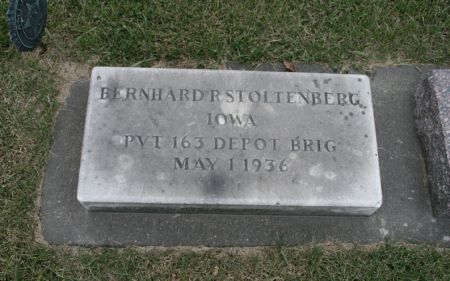 BERNHARD R STOLTENBERG
IOWA
PVT 163 DEPOT BRIG
MAY 1 1936